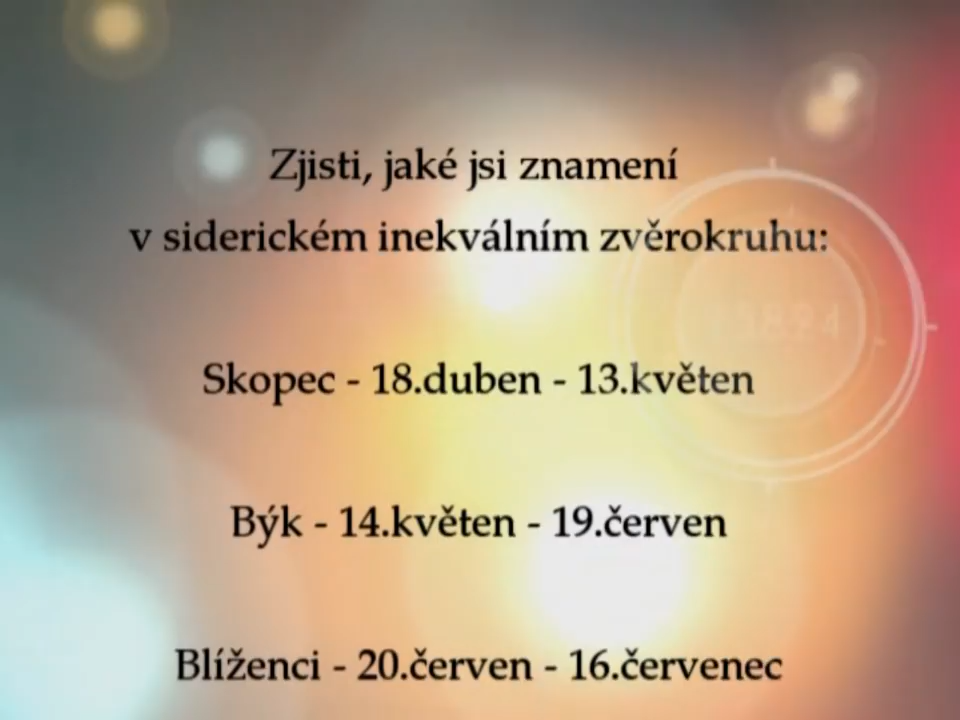 Zjisti, jaké jsi znamení
v siderickém inekválním zvěrokruhu:
Skopec - 18.duben - 13.květen
Býk - 14.květen - 19.červen
Blíženci - 20.červen - 16.červenec